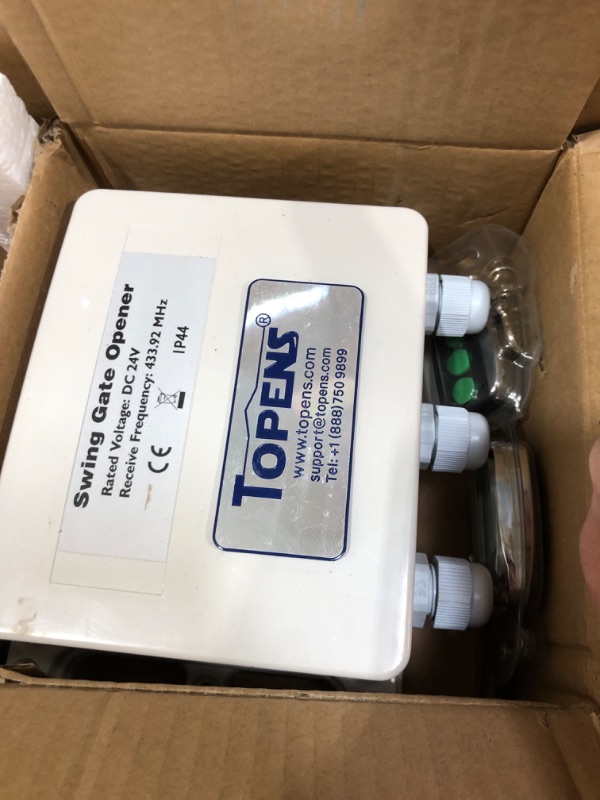 Swing Gate Opener
Rated Voltage: DC 24V
Receive Frequency: 433.92 MHz
CE
IP44
TOPENS®
www.topens.com
support@topens.com
Tel: +1 (888)750 9899